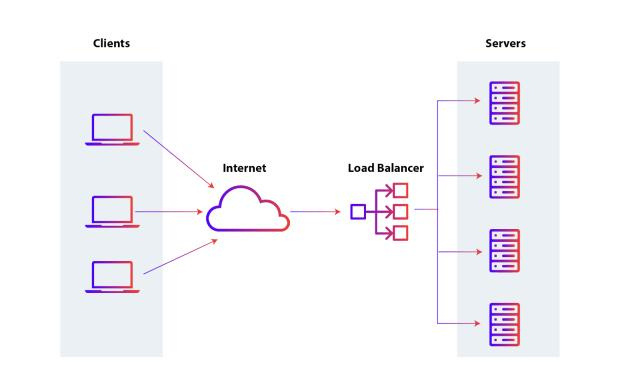 Clients
Servers
Internet
Load Balancer